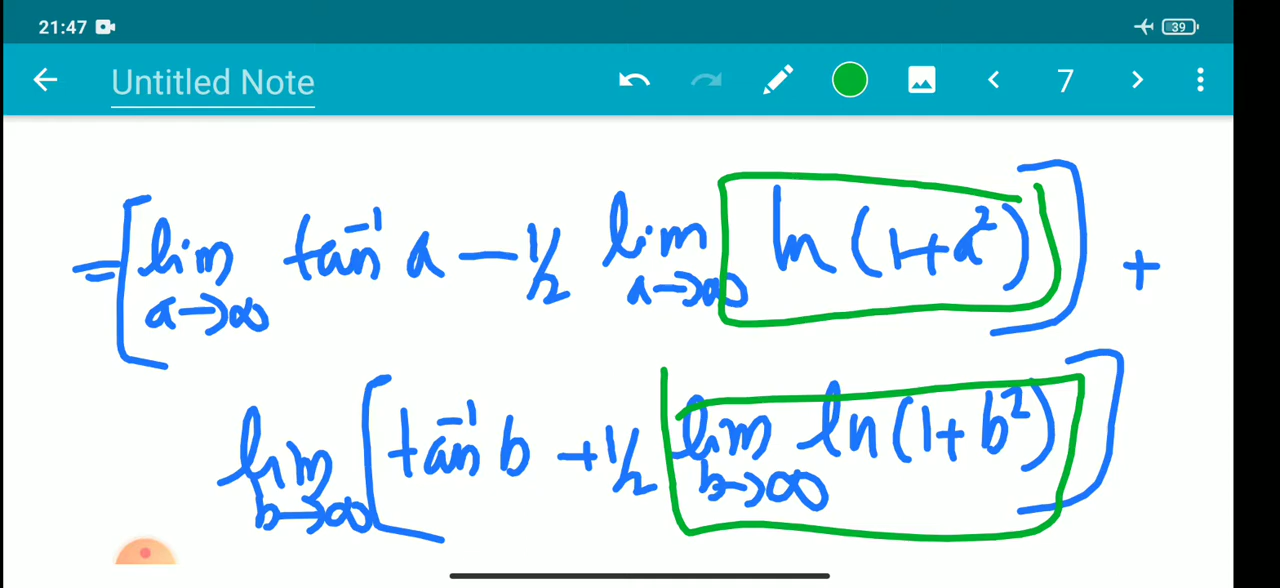 21:47 39
Untitled Note 7
= [ lim a→∞ tan⁻¹ a − 1/2 lim a→∞ ln (1+a²) ] +
lim b→∞ [ tan⁻¹ b + 1/2 lim b→∞ ln (1+b²) ]